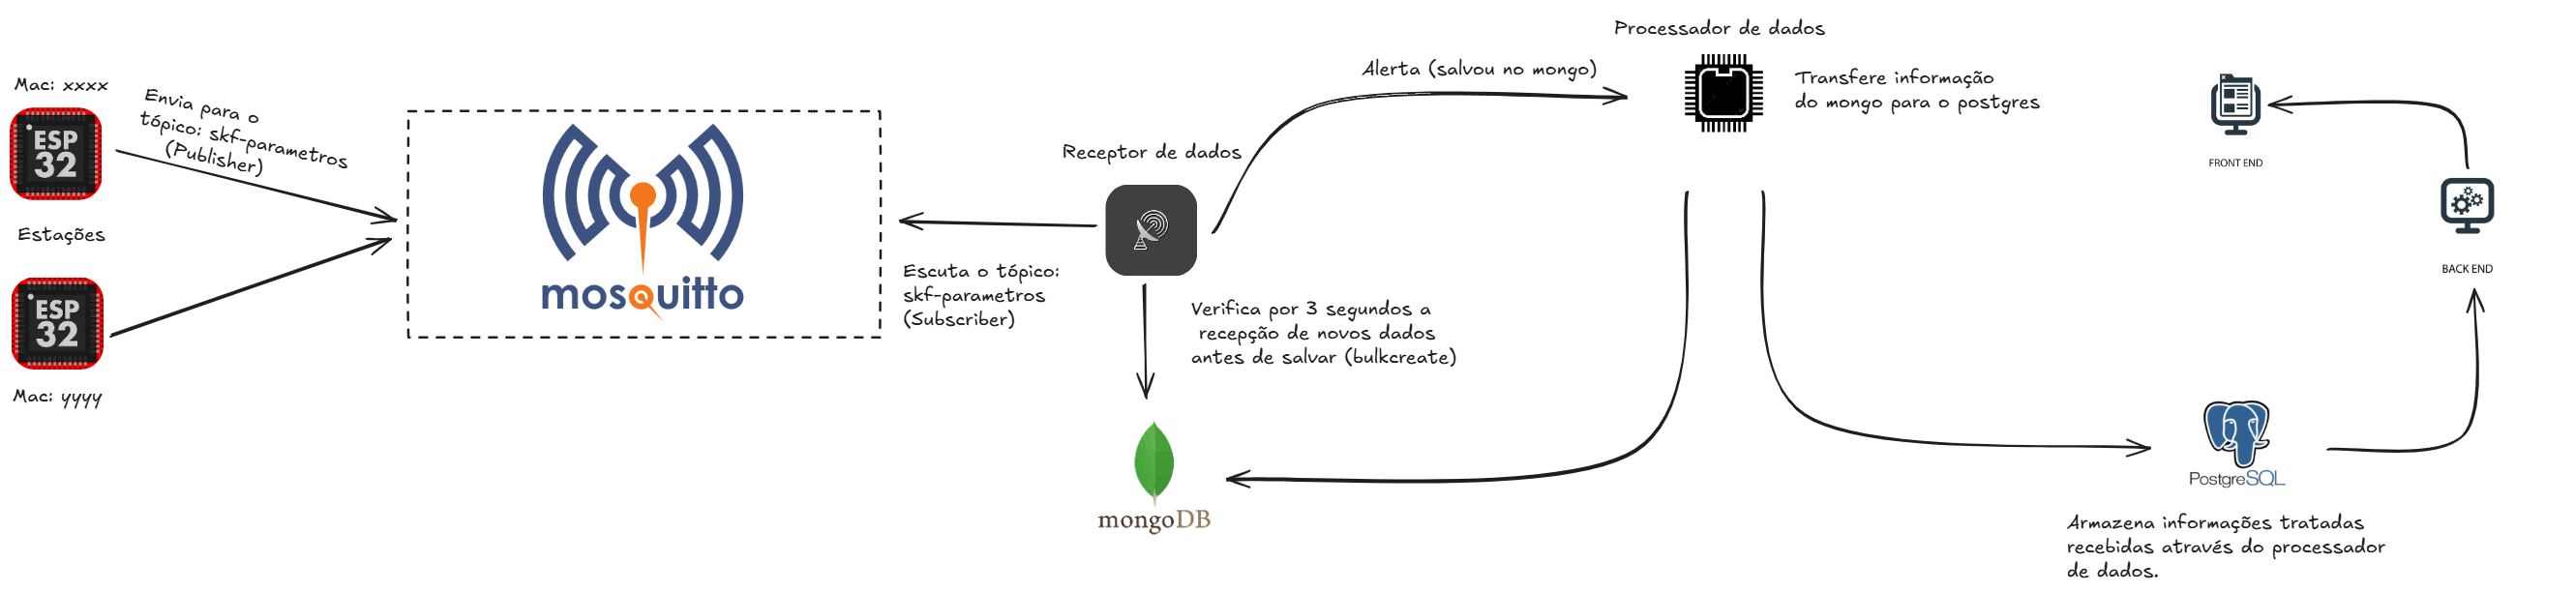 Mac: xxxx
ESP
32
Envia para o
tópico: skf-parametros
(Publisher)
Estações
ESP
32
Mac: yyyy
mosquitto
Escuta o tópico:
skf-parametros
(Subscriber)
Receptor de dados
Verifica por 3 segundos a
recepção de novos dados
antes de salvar (bulkcreate)
mongoDB
Alerta (salvou no mongo)
Processador de dados
Transfere informação
do mongo para o postgres
PostgreSQL
Armazena informações tratadas
recebidas através do processador
de dados.
BACK END
FRONT END